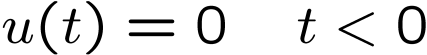 u(t) = 0 t < 0